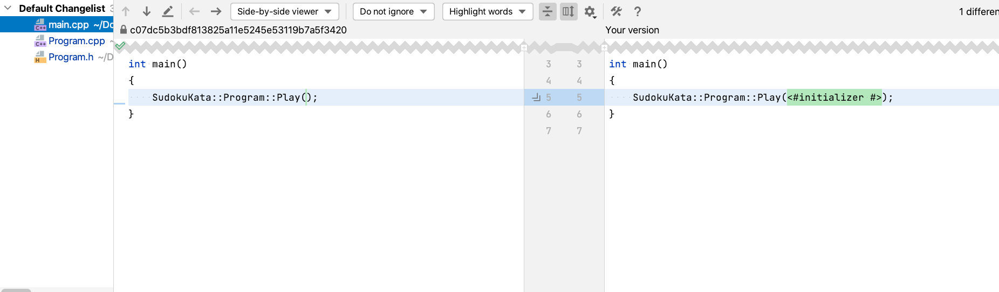 Default Changelist 3
main.cpp ~/Do
Program.cpp ~
Program.h ~/D
Side-by-side viewer
Do not ignore
Highlight words
?
1 differen
c07dc5b3bdf813825a11e5245e53119b7a5f3420
Your version
int main()
{
SudokuKata::Program::Play();
}
3 3
4 4
5 5
6 6
7 7
int main()
{
SudokuKata::Program::Play(<#initializer #>);
}
C++
C++
H